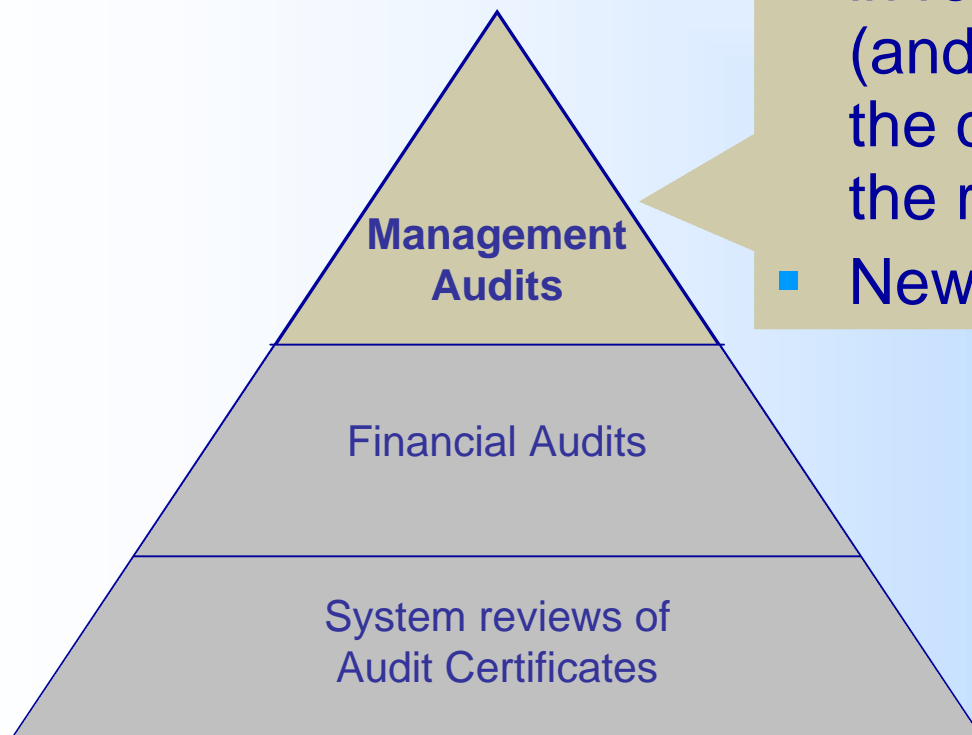 (and
the
the
New
Management
Audits
Financial Audits
System reviews of
Audit Certificates